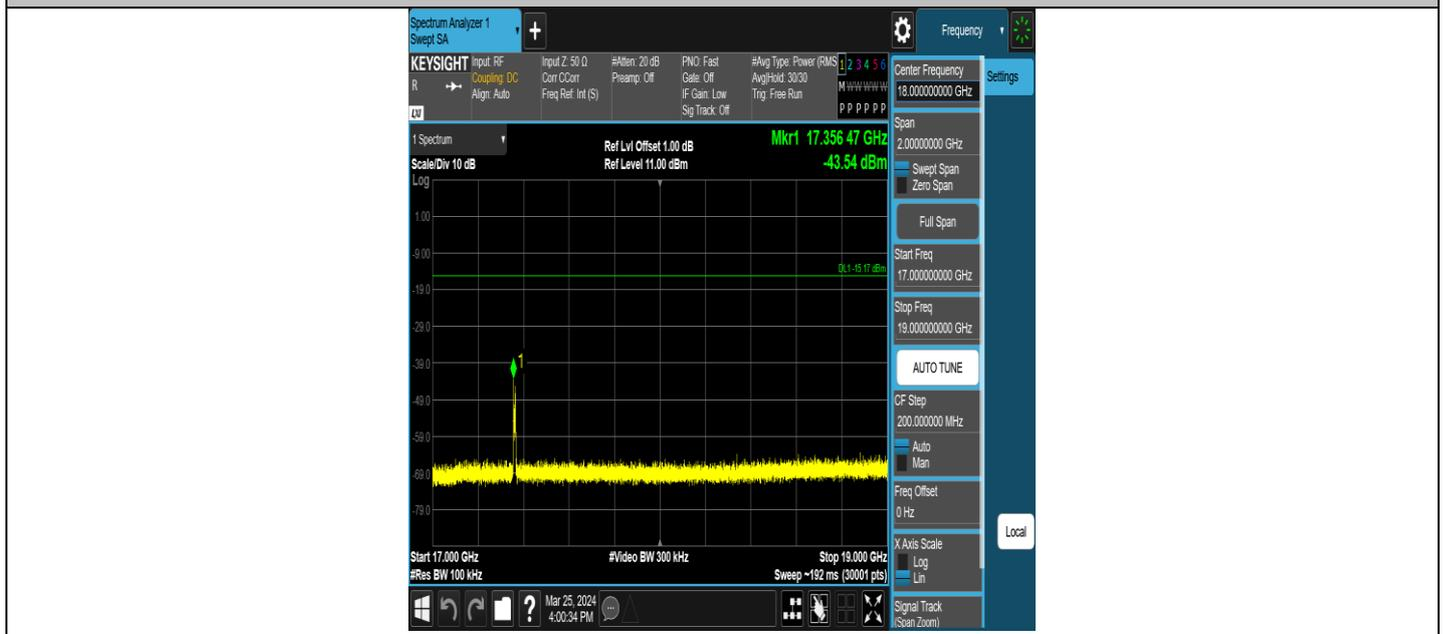 Spectrum Analyzer 1
Swept SA
+
Frequency
KEYSIGHT
R
LXI
Input: RF
Coupling: DC
Align: Auto
Input Z: 50 Ω
Corr CCorr
Freq Ref: Int (S)
#Atten: 20 dB
Preamp: Off
PNO: Fast
Gate: Off
IF Gain: Low
Sig Track: Off
#Avg Type: Power (RMS
Avg|Hold: 30/30
Trig: Free Run
1 2 3 4 5 6
M W W W W W
P P P P P P
1 Spectrum
Scale/Div 10 dB
Ref Lvl Offset 1.00 dB
Ref Level 11.00 dBm
Mkr1 17.356 47 GHz
-43.54 dBm
Log
1.00
-9.00
DL1 -15.17 dBm
-19.0
-29.0
-39.0
1
-49.0
-59.0
-69.0
-79.0
Start 17.000 GHz
#Video BW 300 kHz
Stop 19.000 GHz
#Res BW 100 kHz
Sweep ~192 ms (30001 pts)
Center Frequency
18.000000000 GHz
Settings
Span
2.00000000 GHz
Swept Span
Zero Span
Full Span
Start Freq
17.000000000 GHz
Stop Freq
19.000000000 GHz
AUTO TUNE
CF Step
200.000000 MHz
Auto
Man
Freq Offset
0 Hz
X Axis Scale
Log
Lin
Local
Signal Track
(Span Zoom)
?
Mar 25, 2024
4:00:34 PM